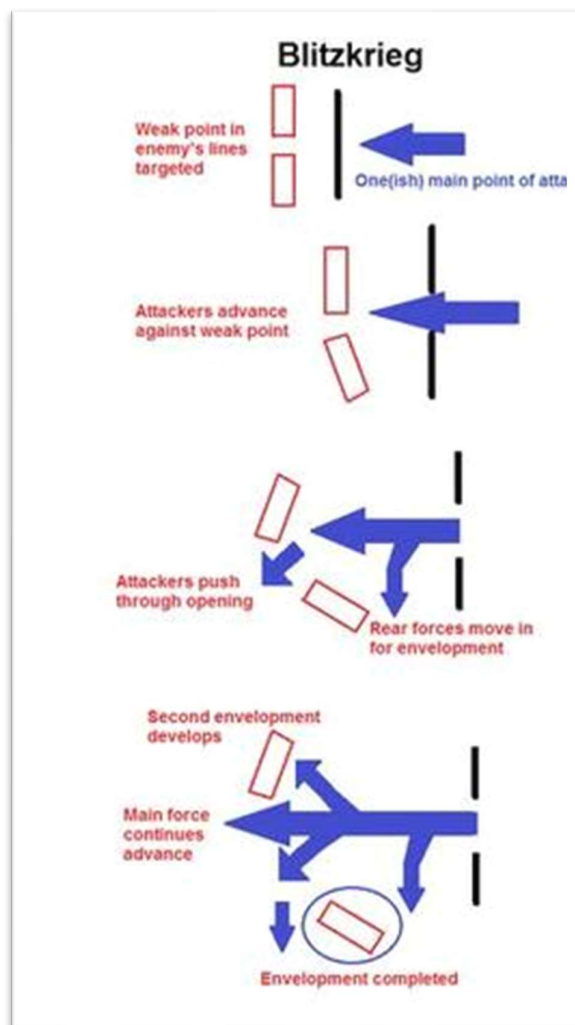 Blitzkrieg
Weak point in
enemy's lines
targeted
One(ish) main point of atta
Attackers advance
against weak point
Attackers push
through opening
Rear forces move in
for envelopment
Second envelopment
develops
Main force
continues
advance
Envelopment completed